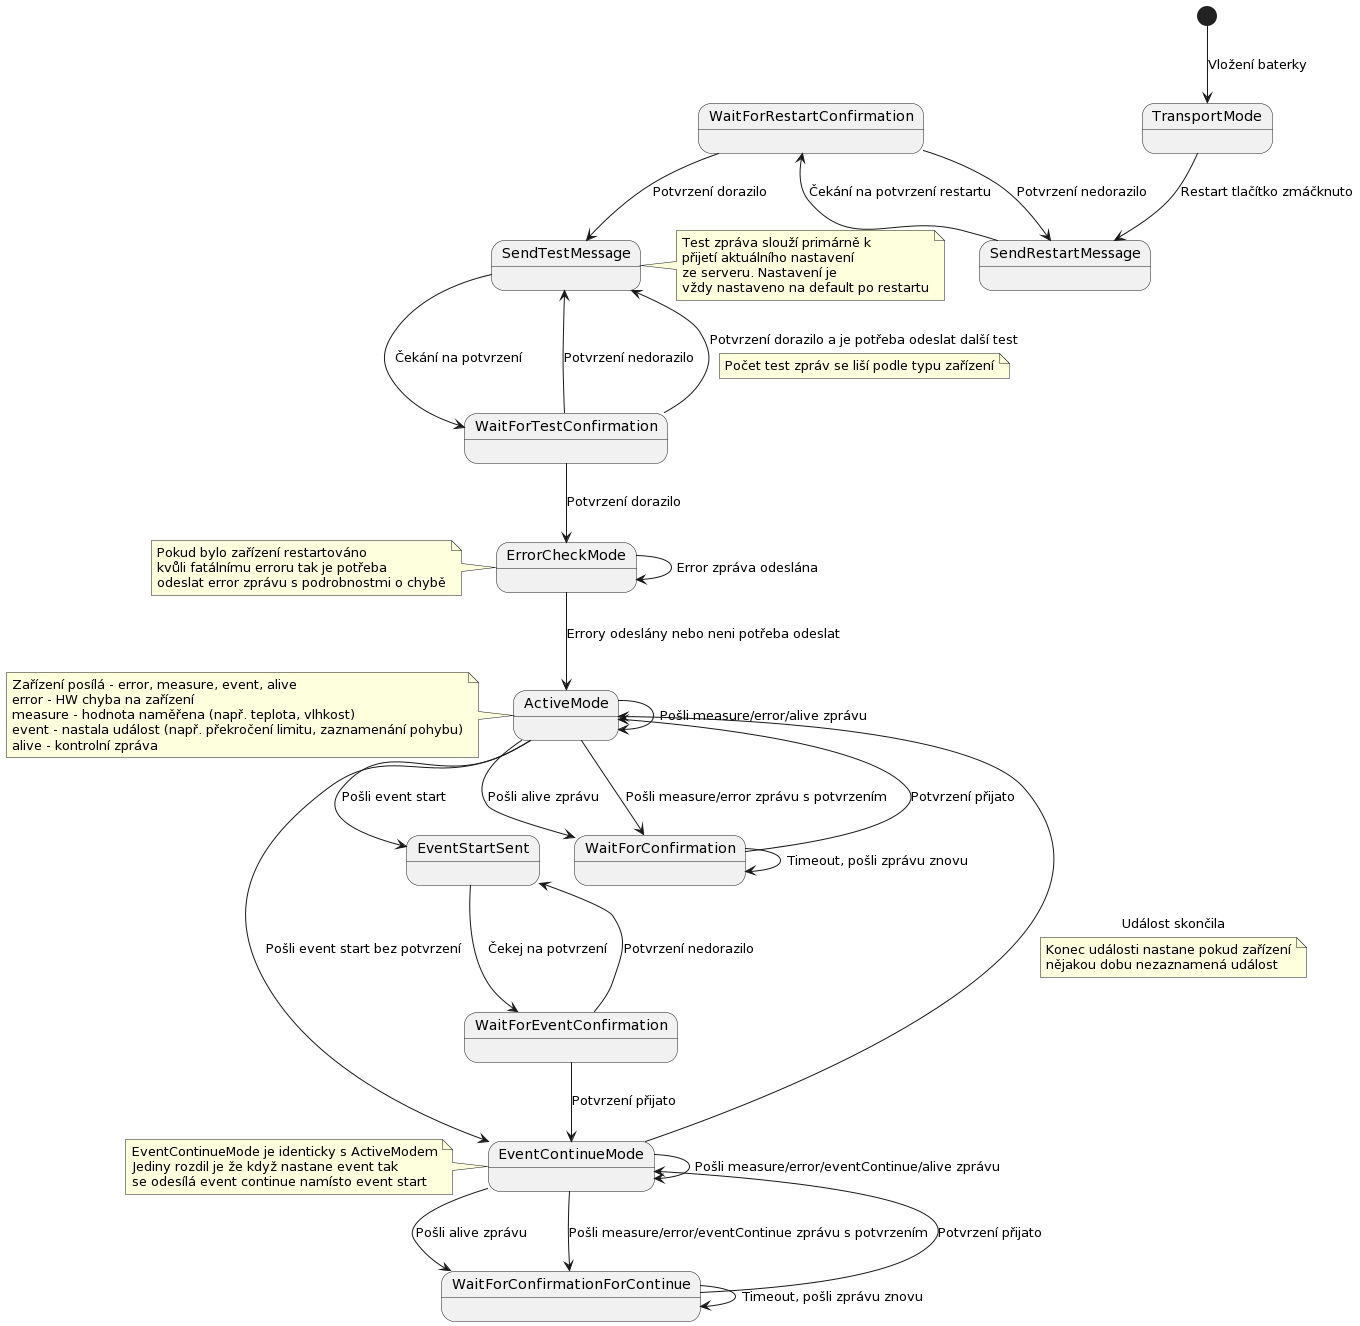 Vložení baterky
WaitForRestartConfirmation
TransportMode
Potvrzení dorazilo
Čekání na potvrzení restartu
Potvrzení nedorazilo
Restart tlačítko zmáčknuto
SendTestMessage
Test zpráva slouží primárně k
přijetí aktuálního nastavení
ze serveru. Nastavení je
vždy nastaveno na default po restartu
SendRestartMessage
Čekání na potvrzení
Potvrzení nedorazilo
Potvrzení dorazilo a je potřeba odeslat další test
Počet test zpráv se liší podle typu zařízení
WaitForTestConfirmation
Potvrzení dorazilo
Pokud bylo zařízení restartováno
kvůli fatálnímu erroru tak je potřeba
odeslat error zprávu s podrobnostmi o chybě
ErrorCheckMode
Error zpráva odeslána
Errory odeslány nebo neni potřeba odeslat
Zařízení posílá - error, measure, event, alive
error - HW chyba na zařízení
measure - hodnota naměřena (např. teplota, vlhkost)
event - nastala událost (např. překročení limitu, zaznamenání pohybu)
alive - kontrolní zpráva
ActiveMode
Pošli measure/error/alive zprávu
Pošli event start
Pošli alive zprávu
Pošli measure/error zprávu s potvrzením
Potvrzení přijato
EventStartSent
WaitForConfirmation
Timeout, pošli zprávu znovu
Událost skončila
Konec události nastane pokud zařízení
nějakou dobu nezaznamená událost
Pošli event start bez potvrzení
Čekej na potvrzení
Potvrzení nedorazilo
WaitForEventConfirmation
Potvrzení přijato
EventContinueMode je identicky s ActiveModem
Jediny rozdil je že když nastane event tak
se odesílá event continue namísto event start
EventContinueMode
Pošli measure/error/eventContinue/alive zprávu
Pošli alive zprávu
Pošli measure/error/eventContinue zprávu s potvrzením
Potvrzení přijato
WaitForConfirmationForContinue
Timeout, pošli zprávu znovu